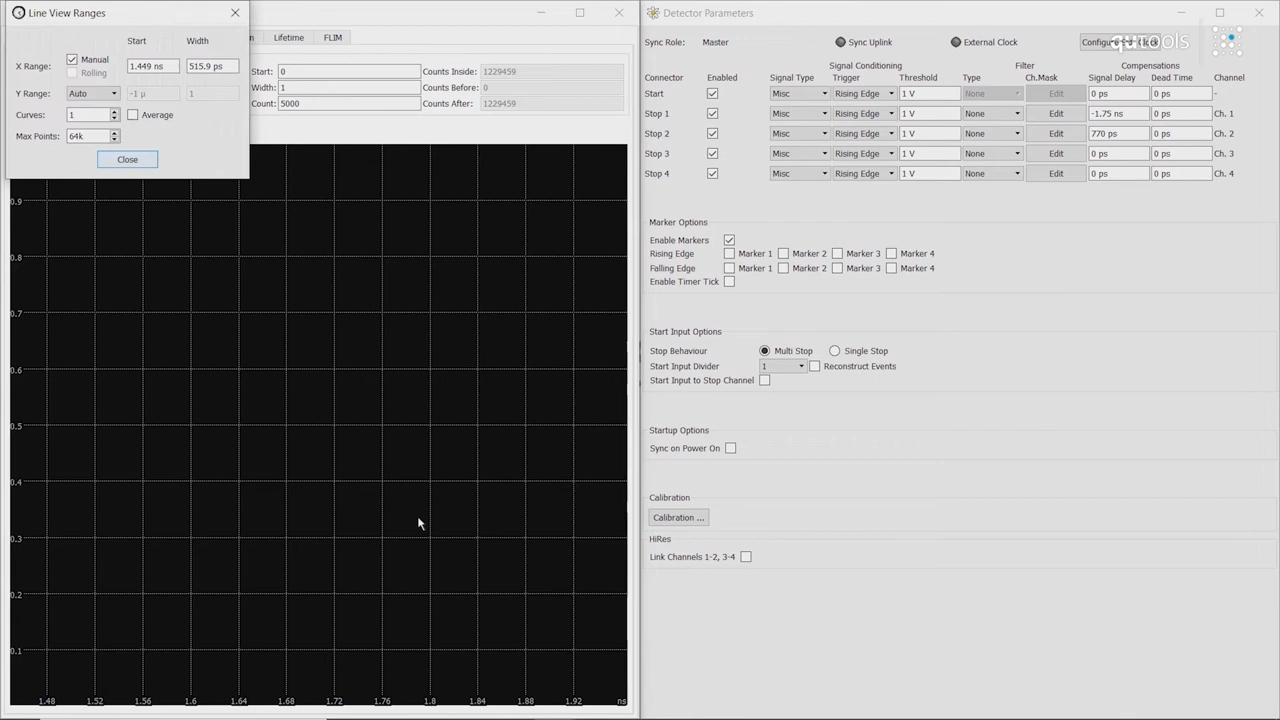 Line View Ranges
Start Width
X Range: Manual 1.449 ns 515.9 ps
Rolling
Y Range: Auto -1 µ 1
Curves: 1 Average
Max Points: 64k
Close
Lifetime FLIM
Start: 0 Counts Inside: 1229459
Width: 1 Counts Before: 0
Count: 5000 Counts After: 1229459
0.9
0.8
0.7
0.6
0.5
0.4
0.3
0.2
0.1
1.48 1.52 1.56 1.6 1.64 1.68 1.72 1.76 1.8 1.84 1.88 1.92 ns
Detector Parameters
Sync Role: Master Sync Uplink External Clock
qutools
Signal Conditioning Filter Compensations
Connector Enabled Signal Type Trigger Threshold Type Ch.Mask Signal Delay Dead Time Channel
Start Misc Rising Edge 1 V None Edit 0 ps 0 ps -
Stop 1 Misc Rising Edge 1 V None Edit -1.75 ns 0 ps Ch. 1
Stop 2 Misc Rising Edge 1 V None Edit 770 ps 0 ps Ch. 2
Stop 3 Misc Rising Edge 1 V None Edit 0 ps 0 ps Ch. 3
Stop 4 Misc Rising Edge 1 V None Edit 0 ps 0 ps Ch. 4
Marker Options
Enable Markers
Rising Edge Marker 1 Marker 2 Marker 3 Marker 4
Falling Edge Marker 1 Marker 2 Marker 3 Marker 4
Enable Timer Tick
Start Input Options
Stop Behaviour Multi Stop Single Stop
Start Input Divider 1 Reconstruct Events
Start Input to Stop Channel
Startup Options
Sync on Power On
Calibration
Calibration ...
HiRes
Link Channels 1-2, 3-4